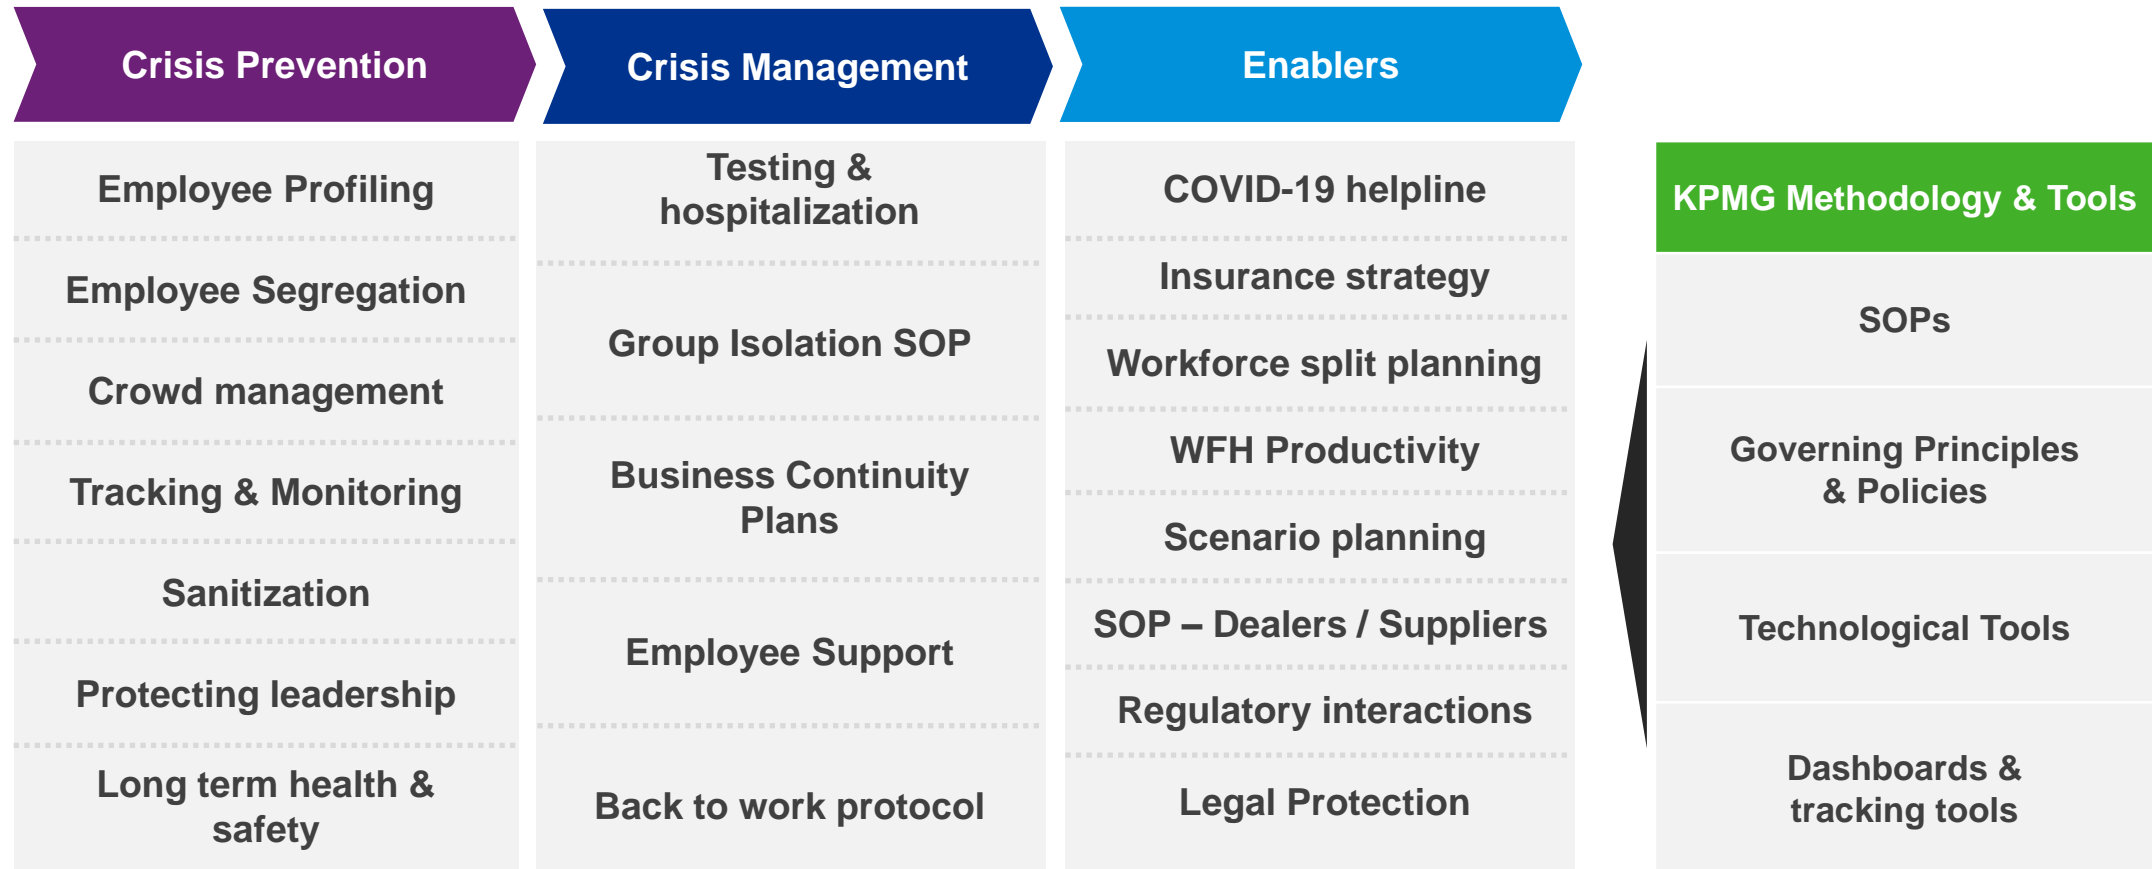 Crisis Prevention
Employee Profiling
Employee Segregation
Crowd management
Tracking & Monitoring
Sanitization
Protecting leadership
Long term health &
safety
Crisis Management
Testing &
hospitalization
Group Isolation SOP
Business Continuity
Plans
Employee Support
Back to work protocol
Enablers
COVID-19 helpline
Insurance strategy
Workforce split planning
WFH Productivity
Scenario planning
SOP – Dealers / Suppliers
Regulatory interactions
Legal Protection
KPMG Methodology & Tools
SOPs
Governing Principles
& Policies
Technological Tools
Dashboards &
tracking tools